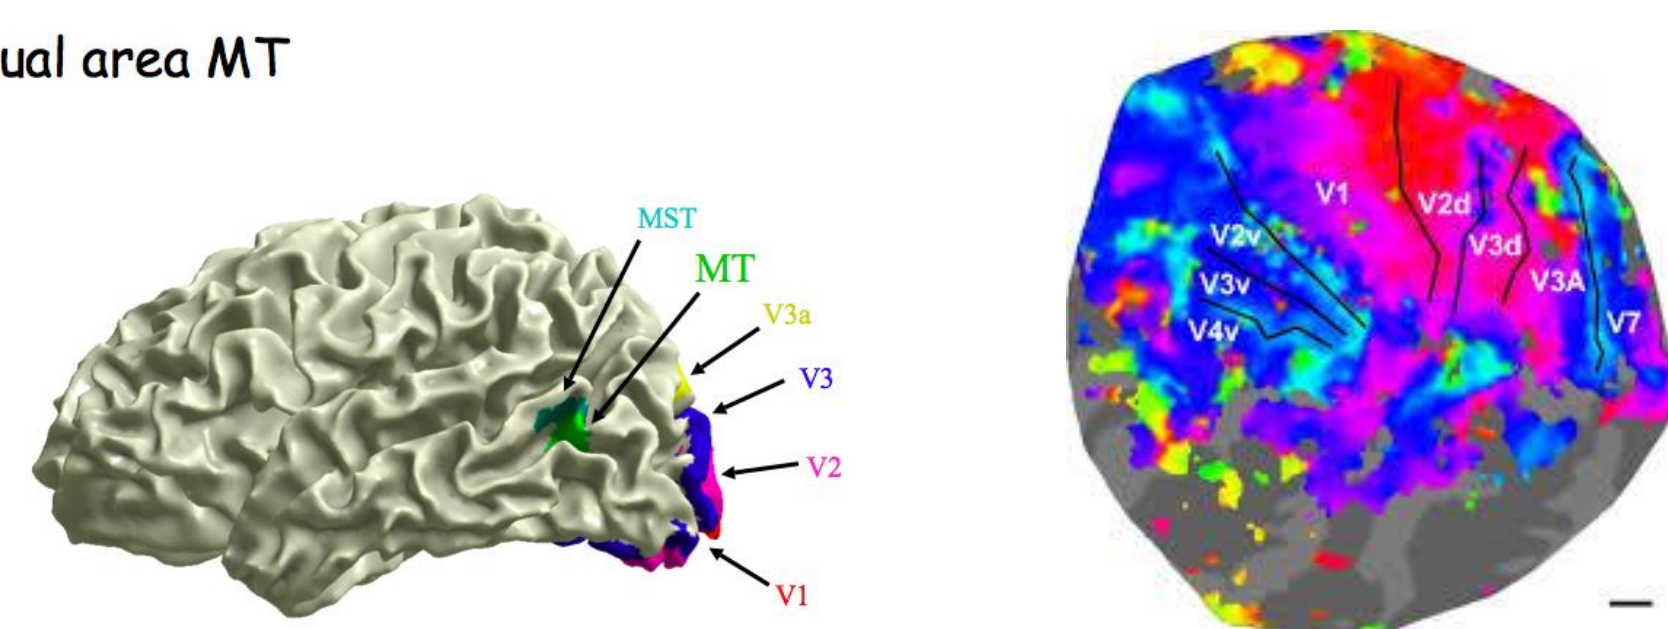 ual area MT
MST
MT
V3a
V3
V2
V1
V1
V2d
V2v
V3d
V3v
V3A
V4v
V7